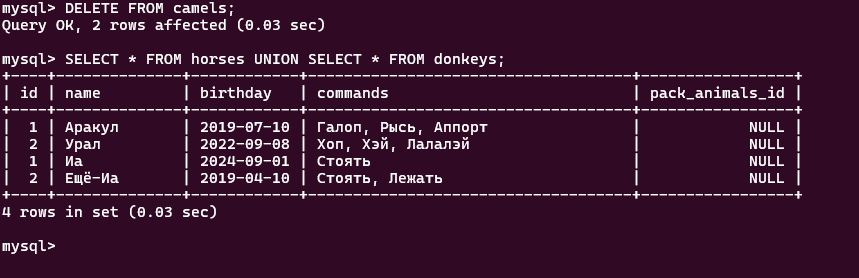 mysql> DELETE FROM camels;
Query OK, 2 rows affected (0.03 sec)
mysql> SELECT * FROM horses UNION SELECT * FROM donkeys;
+----+--------------+------------+-------------------------------------+-----------------+
| id | name | birthday | commands | pack_animals_id |
+----+--------------+------------+-------------------------------------+-----------------+
| 1 | Аракул | 2019-07-10 | Галоп, Рысь, Аппорт | NULL |
| 2 | Урал | 2022-09-08 | Хоп, Хэй, Лалалэй | NULL |
| 1 | Иа | 2024-09-01 | Стоять | NULL |
| 2 | Ещё-Иа | 2019-04-10 | Стоять, Лежать | NULL |
+----+--------------+------------+-------------------------------------+-----------------+
4 rows in set (0.03 sec)
mysql>